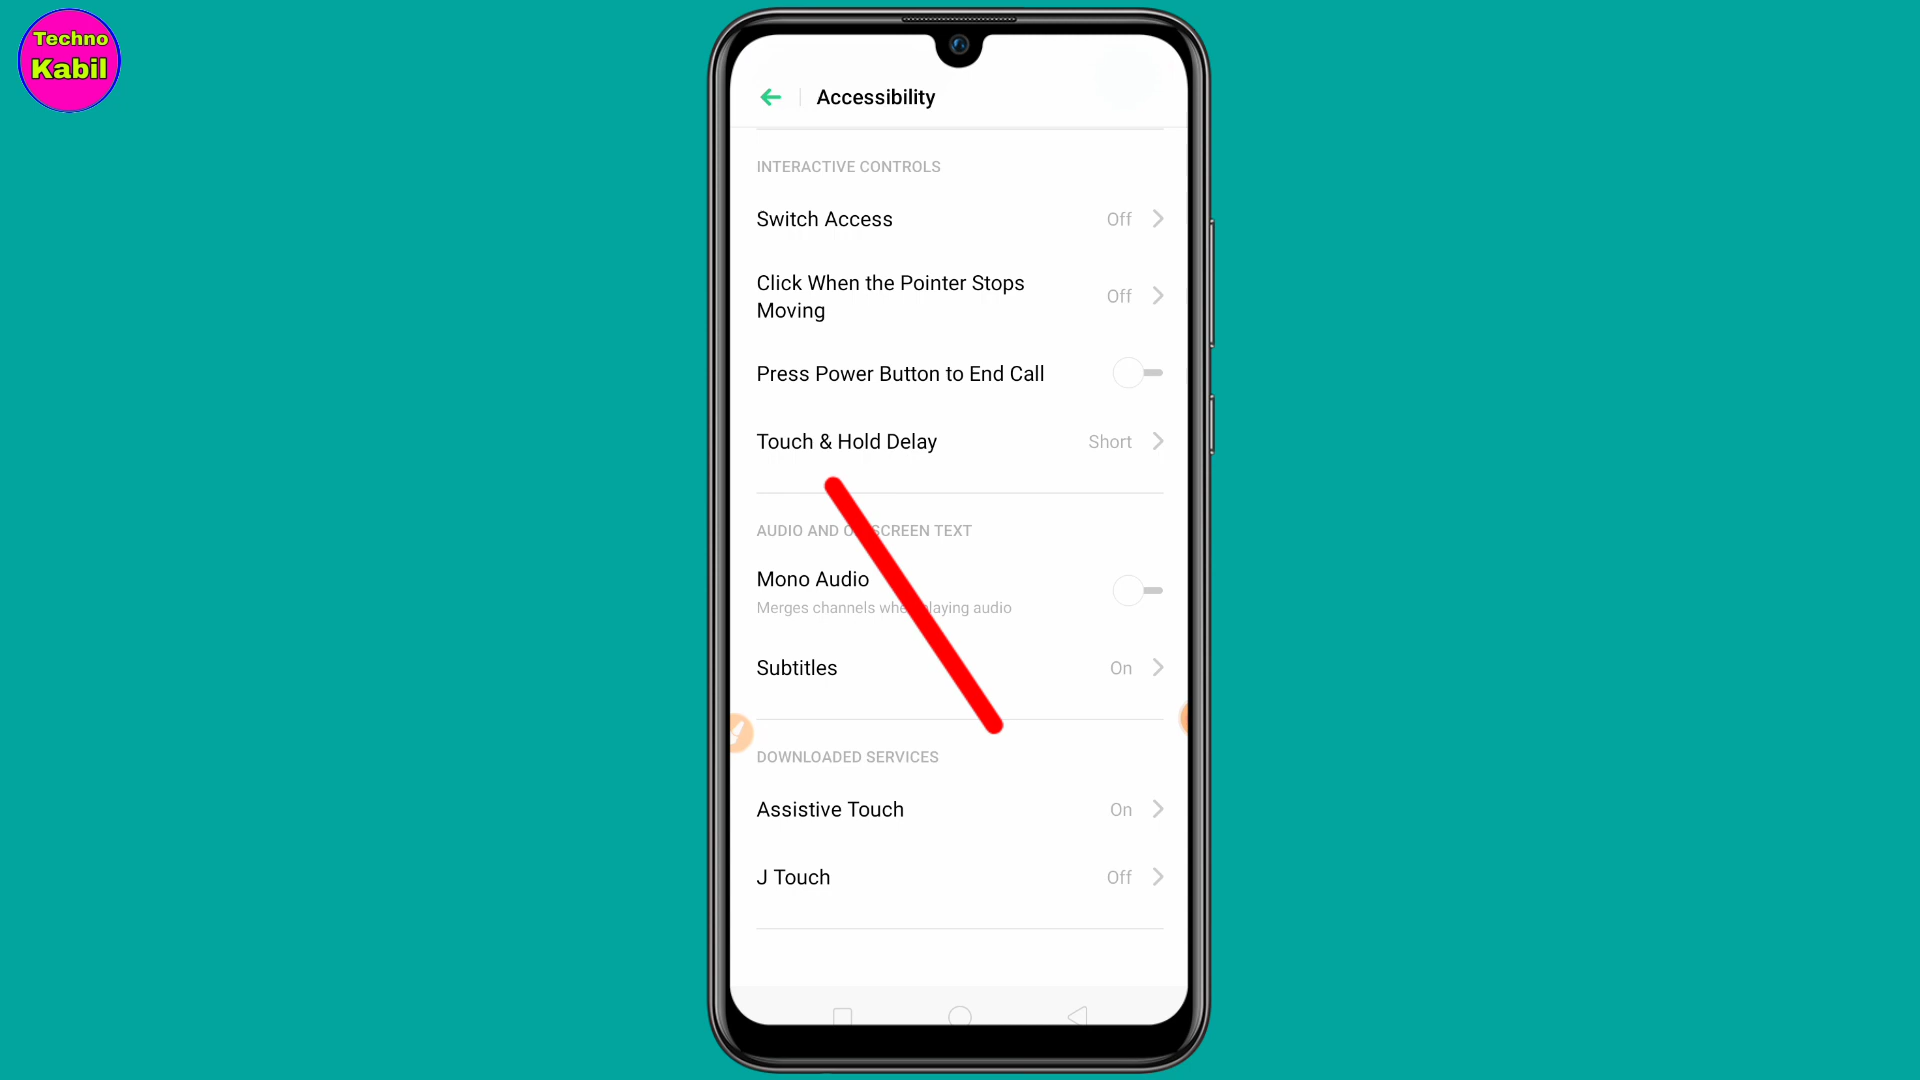 Techno
Kabil
Accessibility
INTERACTIVE CONTROLS
Switch Access
Off
Click When the Pointer Stops
Moving
Off
Press Power Button to End Call
Touch & Hold Delay
Short
AUDIO AND SCREEN TEXT
Mono Audio
Merges channels playing audio
Subtitles
On
DOWNLOADED SERVICES
Assistive Touch
On
J Touch
Off